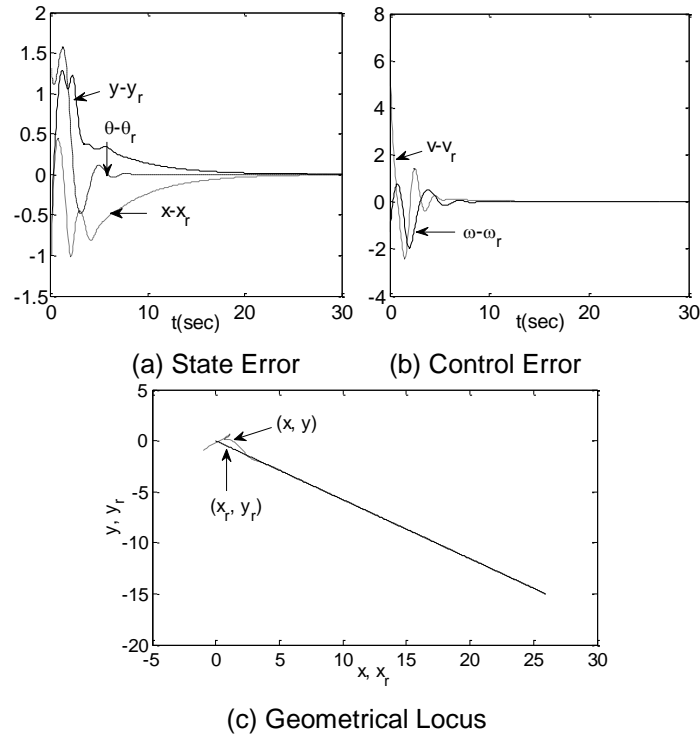 2
1.5
1
0.5
0
-0.5
-1
-1.5
y-y_r
θ-θ_r
x-x_r
0 10 20 30
t(sec)
(a) State Error
8
6
4
2
0
-2
-4
v-v_r
ω-ω_r
0 10 20 30
t(sec)
(b) Control Error
5
0
-5
-10
-15
-20
y, y_r
(x, y)
(x_r, y_r)
-5 0 5 10 15 20 25 30
x, x_r
(c) Geometrical Locus